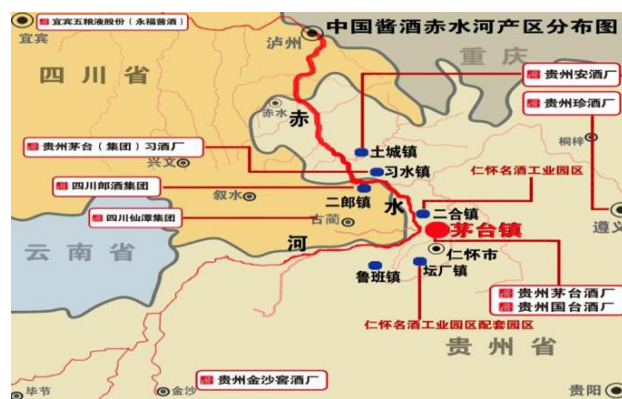 宜宾五粮液股份（永福酱酒）
中国酱酒赤水河产区分布图
宜宾
泸州
重庆
四川省
贵州安酒厂
贵州珍酒厂
赤水
赤
土城镇
桐梓
贵州茅台（集团）习酒厂
兴文
习水镇
仁怀名酒工业园区
四川郎酒集团
叙水
二郎镇
水
二合镇
四川仙潭集团
古蔺
茅台镇
遵义
云南省
河
仁怀市
鲁班镇
坛厂镇
贵州茅台酒厂
贵州国台酒厂
仁怀名酒工业园区配套园区
贵州省
贵州金沙窖酒厂
毕节
金沙
贵阳